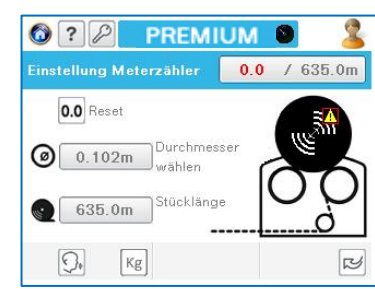 ? PREMIUM
Einstellung Meterzähler 0.0 / 635.0m
0.0 Reset
0.102m Durchmesser
wählen
635.0m Stücklänge
Kg